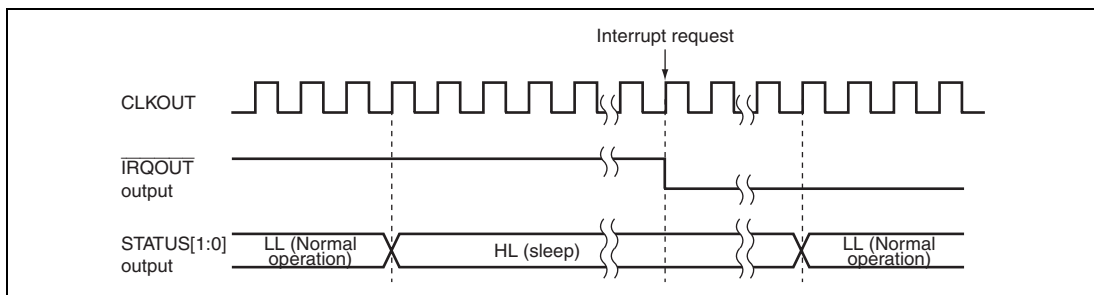 Interrupt request
CLKOUT
IRQOUT
output
STATUS[1:0]
output
LL (Normal
operation)
HL (sleep)
LL (Normal
operation)